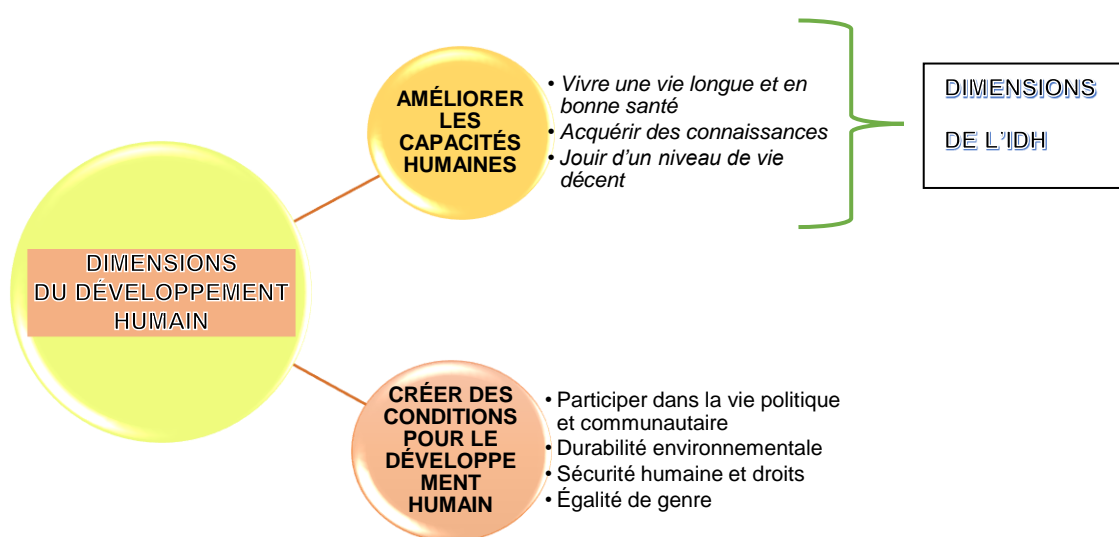 DIMENSIONS
DU DÉVELOPPEMENT
HUMAIN
AMÉLIORER
LES
CAPACITÉS
HUMAINES
• Vivre une vie longue et en
bonne santé
• Acquérir des connaissances
• Jouir d'un niveau de vie
décent
DIMENSIONS
DE L'IDH
CRÉER DES
CONDITIONS
POUR LE
DÉVELOPPE
MENT
HUMAIN
• Participer dans la vie politique
et communautaire
• Durabilité environnementale
• Sécurité humaine et droits
• Égalité de genre